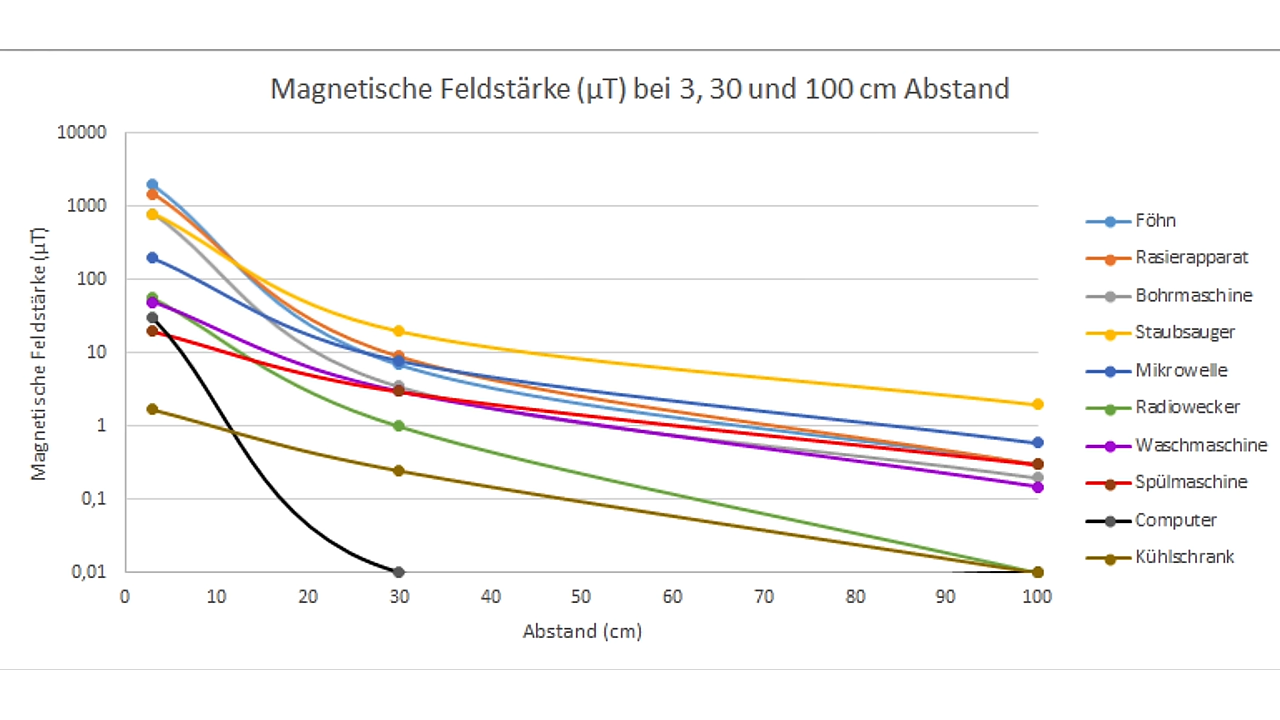 Magnetische Feldstärke (µT) bei 3, 30 und 100 cm Abstand
Magnetische Feldstärke (µT)
10000
1000
100
10
1
0,1
0,01
0
10
20
30
40
50
60
70
80
90
100
Abstand (cm)
Föhn
Rasierapparat
Bohrmaschine
Staubsauger
Mikrowelle
Radiowecker
Waschmaschine
Spülmaschine
Computer
Kühlschrank